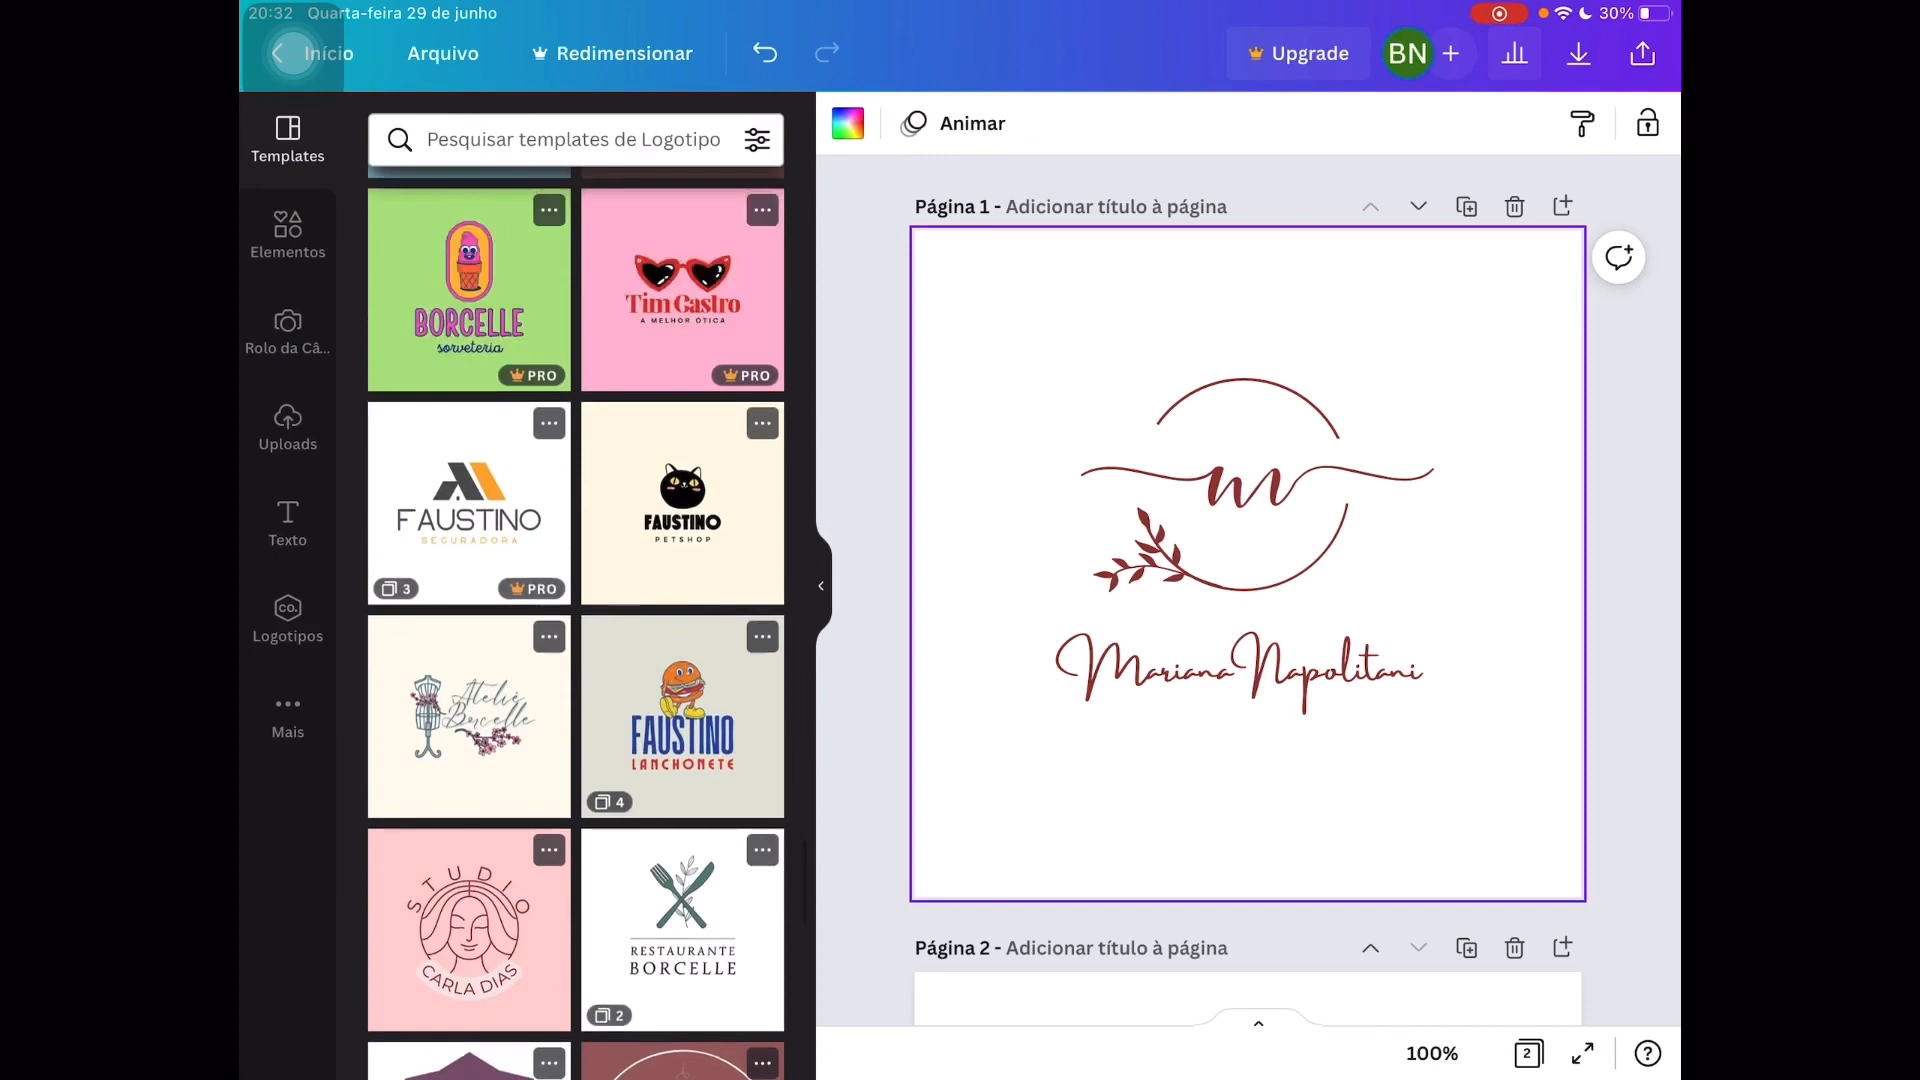 20:32 Quarta-feira 29 de junho
30%
Início
Arquivo
Redimensionar
Upgrade
BN
+
Templates
Elementos
Rolo da Câ...
Uploads
Texto
co.
Logotipos
Mais
Pesquisar templates de Logotipo
BORCELLE
sorveteria
PRO
Tim Castro
A MELHOR ÓTICA
PRO
FAUSTINO
SEGURADORA
3
PRO
FAUSTINO
PETSHOP
Ateliê
Borcelle
FAUSTINO
LANCHONETE
4
STUDIO
CARLA DIAS
RESTAURANTE
BORCELLE
2
Animar
Página 1 - Adicionar título à página
m
Mariana Napolitani
Página 2 - Adicionar título à página
100%
2
?